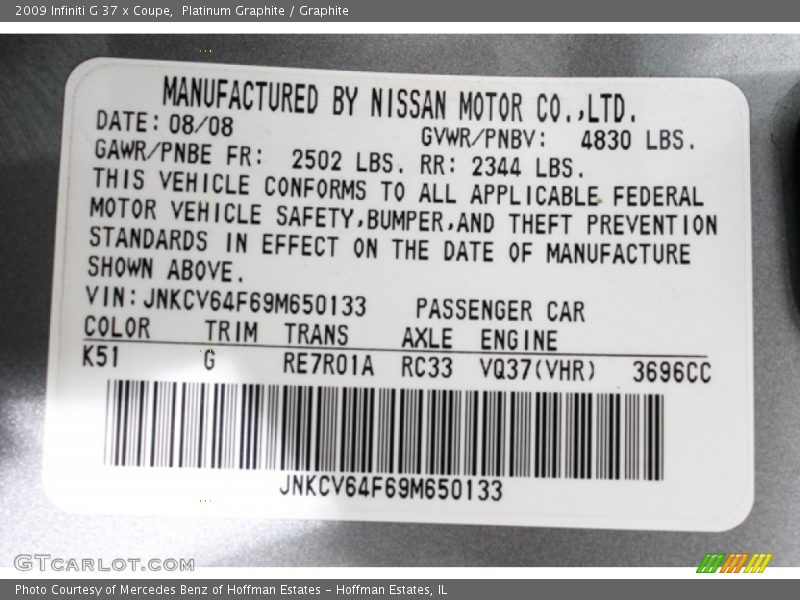 2009 Infiniti G 37 x Coupe, Platinum Graphite / Graphite
MANUFACTURED BY NISSAN MOTOR CO.,LTD.
DATE: 08/08 GVWR/PNBV: 4830 LBS.
GAWR/PNBE FR: 2502 LBS. RR: 2344 LBS.
THIS VEHICLE CONFORMS TO ALL APPLICABLE FEDERAL
MOTOR VEHICLE SAFETY,BUMPER,AND THEFT PREVENTION
STANDARDS IN EFFECT ON THE DATE OF MANUFACTURE
SHOWN ABOVE.
VIN: JNKCV64F69M650133 PASSENGER CAR
COLOR TRIM TRANS AXLE ENGINE
K51 G RE7R01A RC33 VQ37(VHR) 3696CC
JNKCV64F69M650133
GTCARLOT.COM
Photo Courtesy of Mercedes Benz of Hoffman Estates - Hoffman Estates, IL